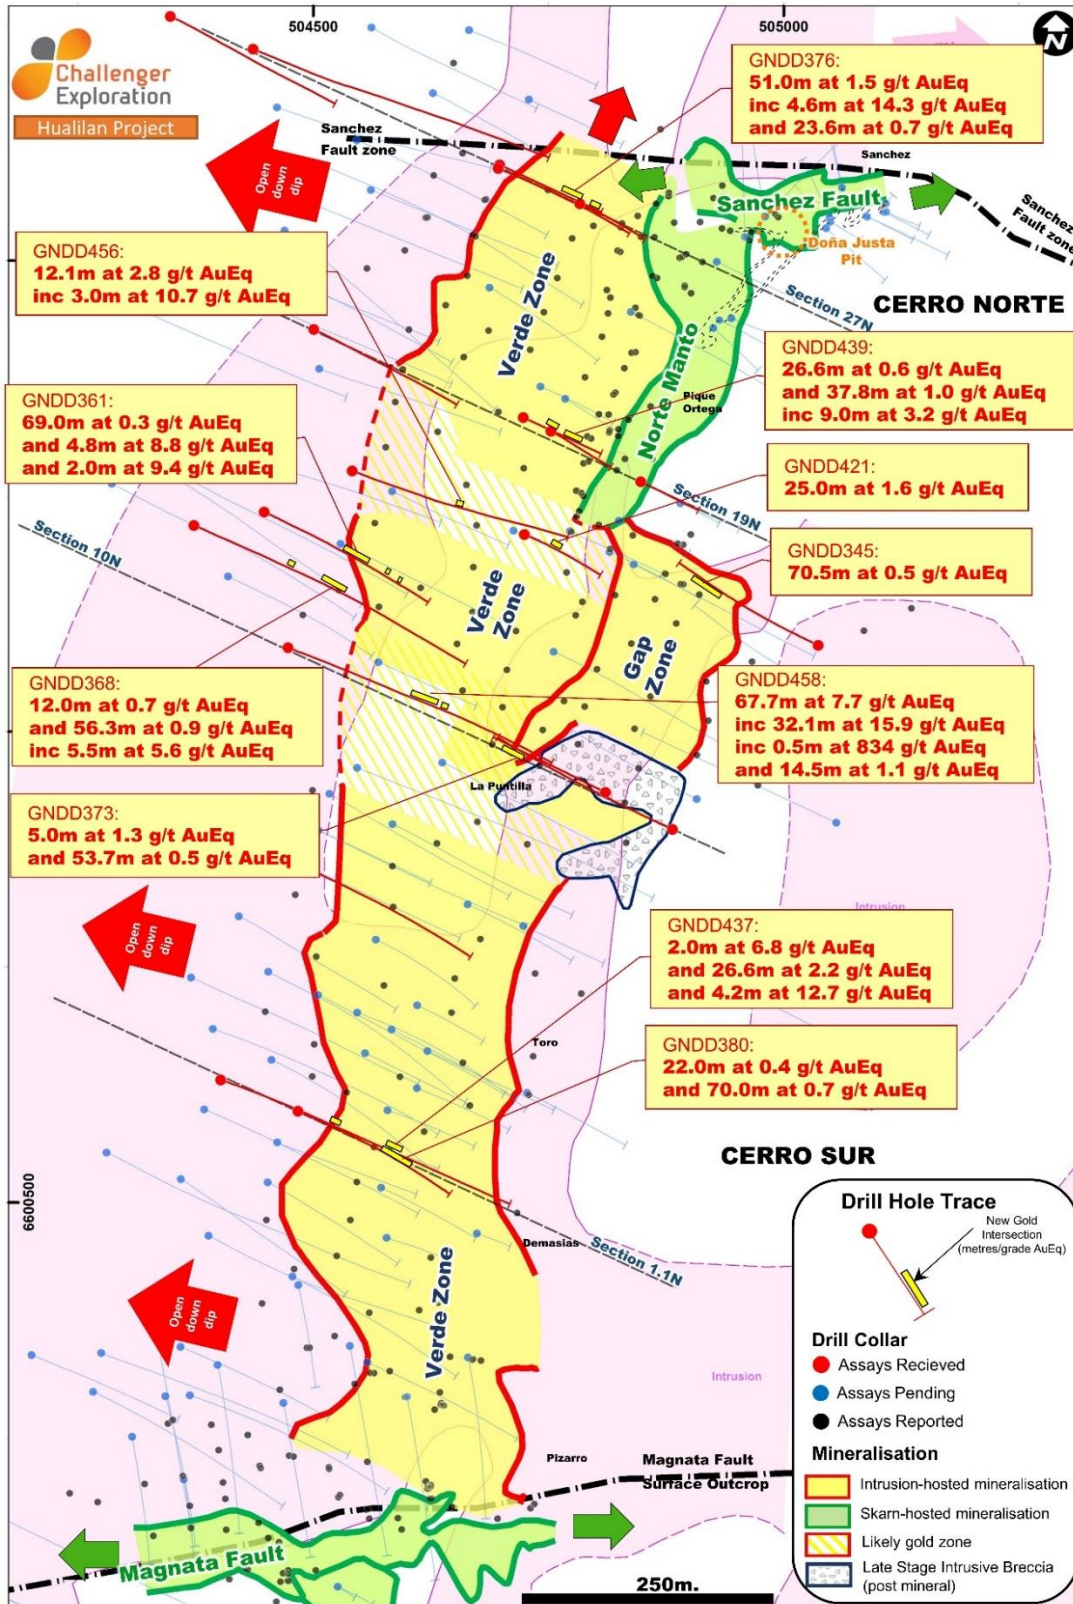 504500
505000
N
Challenger
Exploration
Hualilan Project
GNDD376:
51.0m at 1.5 g/t AuEq
inc 4.6m at 14.3 g/t AuEq
and 23.6m at 0.7 g/t AuEq
Sanchez
Fault zone
Sanchez
Sanchez
Fault zone
Open
down
dip
Sanchez Fault
Doña Justa
Pit
GNDD456:
12.1m at 2.8 g/t AuEq
inc 3.0m at 10.7 g/t AuEq
Verde Zone
Section 27N
CERRO NORTE
Norte Manto
Pique
Ortega
GNDD439:
26.6m at 0.6 g/t AuEq
and 37.8m at 1.0 g/t AuEq
inc 9.0m at 3.2 g/t AuEq
GNDD361:
69.0m at 0.3 g/t AuEq
and 4.8m at 8.8 g/t AuEq
and 2.0m at 9.4 g/t AuEq
GNDD421:
25.0m at 1.6 g/t AuEq
Section 19N
Section 10N
GNDD345:
70.5m at 0.5 g/t AuEq
Verde
Zone
Gap
Zone
GNDD368:
12.0m at 0.7 g/t AuEq
and 56.3m at 0.9 g/t AuEq
inc 5.5m at 5.6 g/t AuEq
GNDD458:
67.7m at 7.7 g/t AuEq
inc 32.1m at 15.9 g/t AuEq
inc 0.5m at 834 g/t AuEq
and 14.5m at 1.1 g/t AuEq
La Puntilla
GNDD373:
5.0m at 1.3 g/t AuEq
and 53.7m at 0.5 g/t AuEq
Intrusion
Open
down
dip
GNDD437:
2.0m at 6.8 g/t AuEq
and 26.6m at 2.2 g/t AuEq
and 4.2m at 12.7 g/t AuEq
Toro
GNDD380:
22.0m at 0.4 g/t AuEq
and 70.0m at 0.7 g/t AuEq
CERRO SUR
6600500
Demasias
Section 1.1N
Verde Zone
Open
down
dip
Intrusion
Pizarro
Magnata Fault
Surface Outcrop
Magnata Fault
250m.
Drill Hole Trace
New Gold
Intersection
(metres/grade AuEq)
Drill Collar
Assays Recieved
Assays Pending
Assays Reported
Mineralisation
Intrusion-hosted mineralisation
Skarn-hosted mineralisation
Likely gold zone
Late Stage Intrusive Breccia
(post mineral)